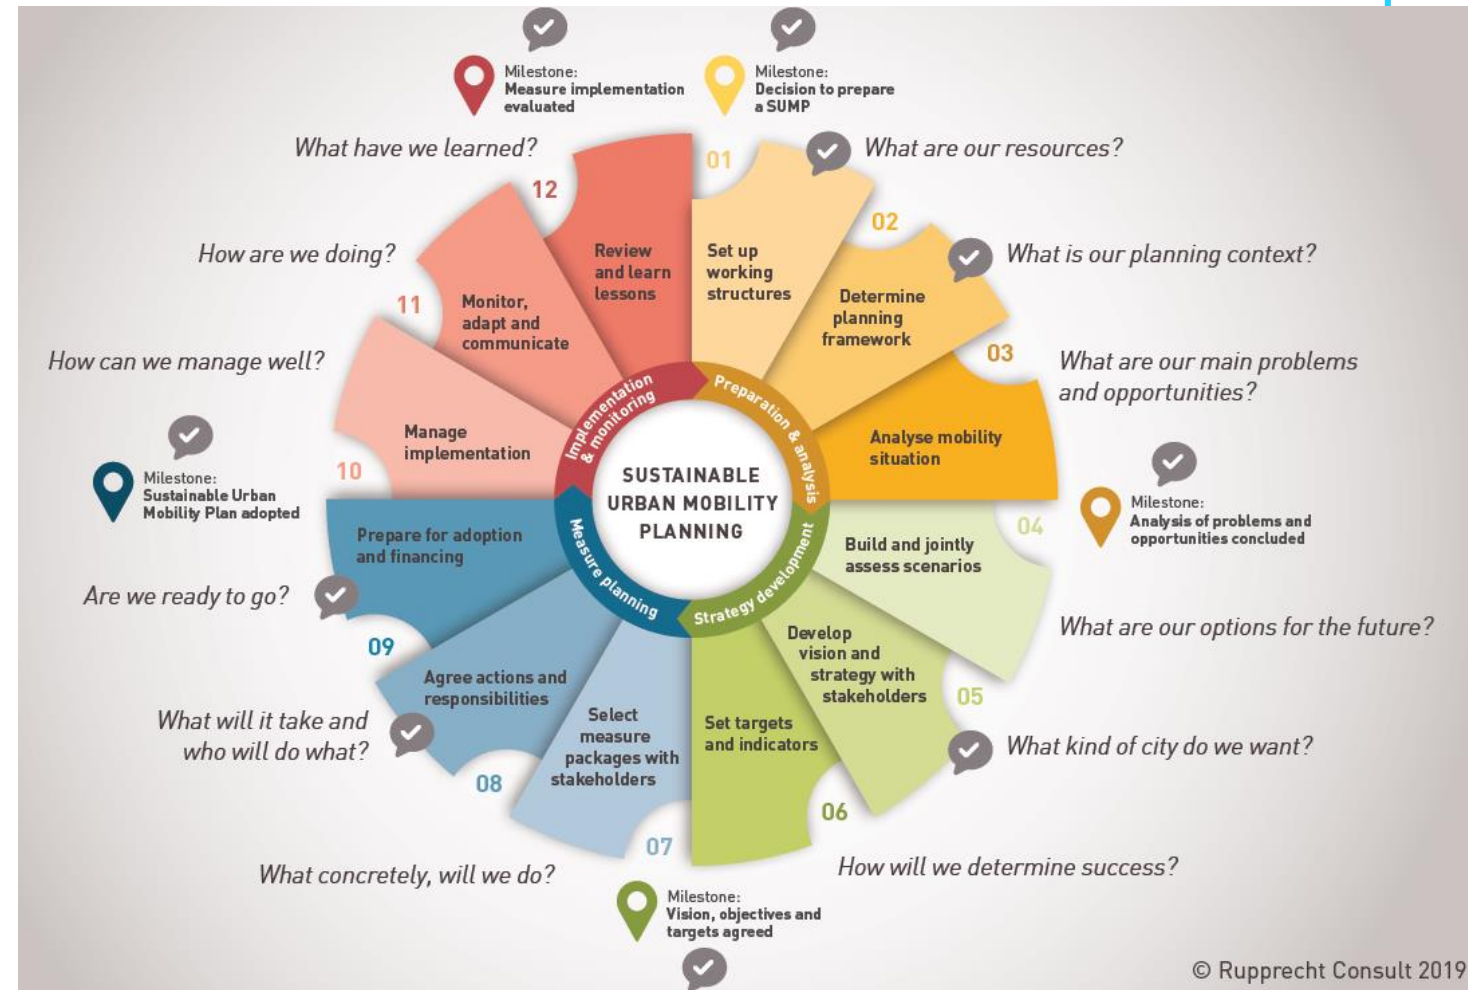 Milestone:
Measure implementation
evaluated
Milestone:
Decision to prepare
a SUMP
What have we learned?
What are our resources?
01
12
02
How are we doing?
What is our planning context?
Review
and learn
lessons
Set up
working
structures
11
Monitor,
adapt and
communicate
Determine
planning
framework
03
How can we manage well?
What are our main problems
and opportunities?
Implementation
& monitoring
Preparation & analysis
Manage
implementation
Analyse mobility
situation
10
Milestone:
Sustainable Urban
Mobility Plan adopted
SUSTAINABLE
URBAN MOBILITY
PLANNING
Milestone:
Analysis of problems and
opportunities concluded
04
Prepare for adoption
and financing
Measure planning
Strategy development
Build and jointly
assess scenarios
Are we ready to go?
What are our options for the future?
09
Develop
vision and
strategy with
stakeholders
05
Agree actions and
responsibilities
What will it take and
who will do what?
Select
measure
packages with
stakeholders
Set targets
and indicators
What kind of city do we want?
08
06
07
How will we determine success?
What concretely, will we do?
Milestone:
Vision, objectives and
targets agreed
© Rupprecht Consult 2019